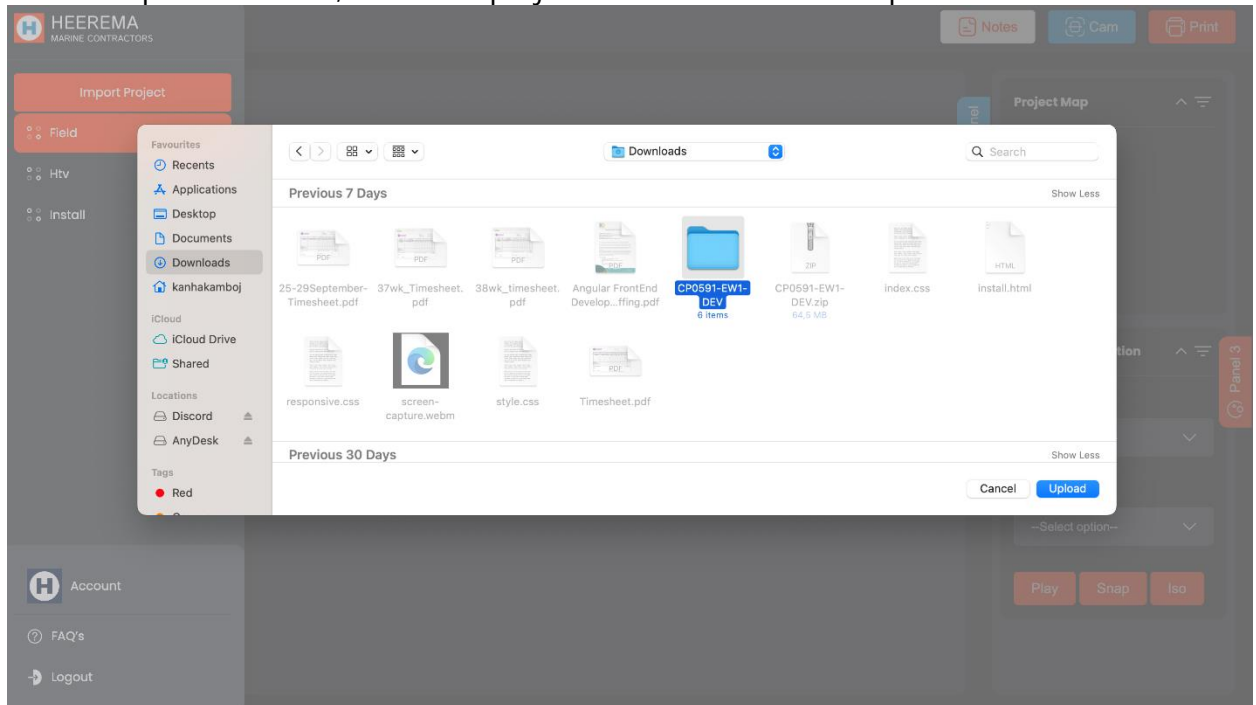 HEEREMA
MARINE CONTRACTORS
Notes
Cam
Print
Import Project
Field
Htv
Install
Project Map
Favourites
Recents
Applications
Desktop
Documents
Downloads
kanhakamboj
iCloud
iCloud Drive
Shared
Locations
Discord
AnyDesk
Tags
Red
Downloads
Search
Previous 7 Days
Show Less
PDF
PDF
PDF
PDF
ZIP
HTML
25-29September-
Timesheet.pdf
37wk_Timesheet.
pdf
38wk_timesheet.
pdf
Angular FrontEnd
Develop...ffing.pdf
CP0591-EW1-
DEV
6 items
CP0591-EW1-
DEV.zip
64,5 MB
index.css
install.html
PDF
responsive.css
screen-
capture.webm
style.css
Timesheet.pdf
Previous 30 Days
Show Less
Cancel
Upload
tion
Panel 3
--Select option--
Play
Snap
Iso
Account
FAQ's
Logout